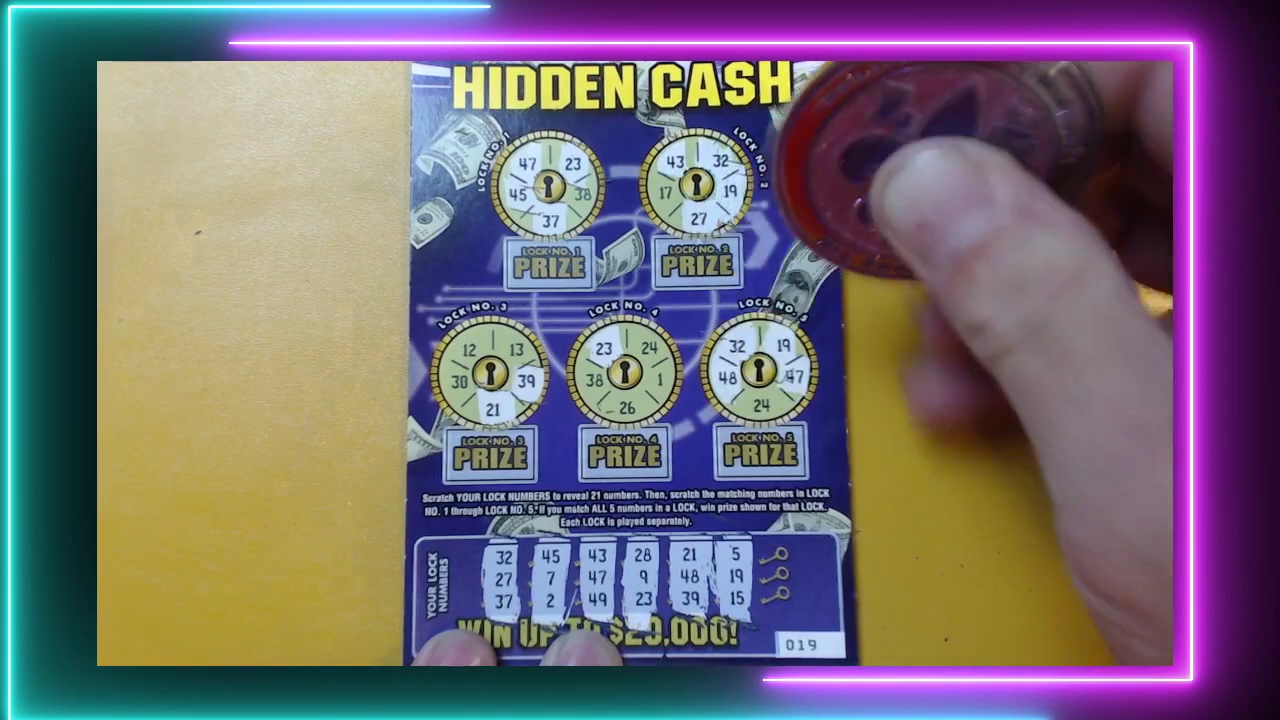 HIDDEN CASH
LOCK NO. 1
47 23
45 38
37
LOCK NO. 1
PRIZE
LOCK NO. 2
43 32
17 19
27
LOCK NO. 2
PRIZE
LOCK NO. 3
12 13
30 39
21
LOCK NO. 3
PRIZE
LOCK NO. 4
23 24
38 1
26
LOCK NO. 4
PRIZE
LOCK NO. 5
32 19
48 47
24
LOCK NO. 5
PRIZE
Scratch YOUR LOCK NUMBERS to reveal 21 numbers. Then, scratch the matching numbers in LOCK
NO. 1 through LOCK NO. 5. If you match ALL 5 numbers in a LOCK, win prize shown for that LOCK.
Each LOCK is played separately.
YOUR LOCK
NUMBERS
32 45 43 28 21 5
27 7 47 9 48 19
37 2 49 23 39 15
WIN UP TO $20,000!
019